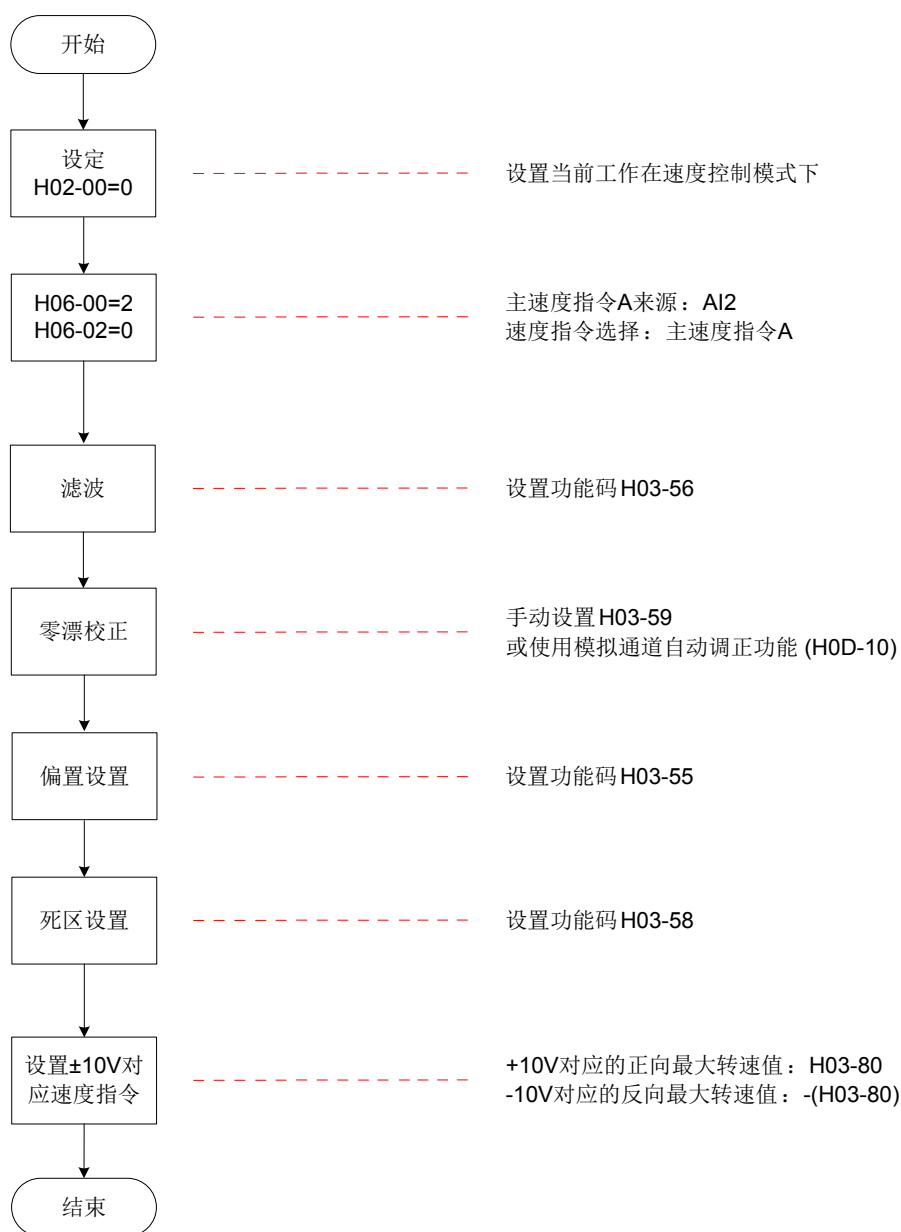 开始
设定
H02-00=0
设置当前工作在速度控制模式下
H06-00=2
H06-02=0
主速度指令A来源：AI2
速度指令选择：主速度指令A
滤波
设置功能码H03-56
零漂校正
手动设置H03-59
或使用模拟通道自动调正功能 (H0D-10)
偏置设置
设置功能码H03-55
死区设置
设置功能码H03-58
设置±10V对
应速度指令
+10V对应的正向最大转速值：H03-80
-10V对应的反向最大转速值：-(H03-80)
结束